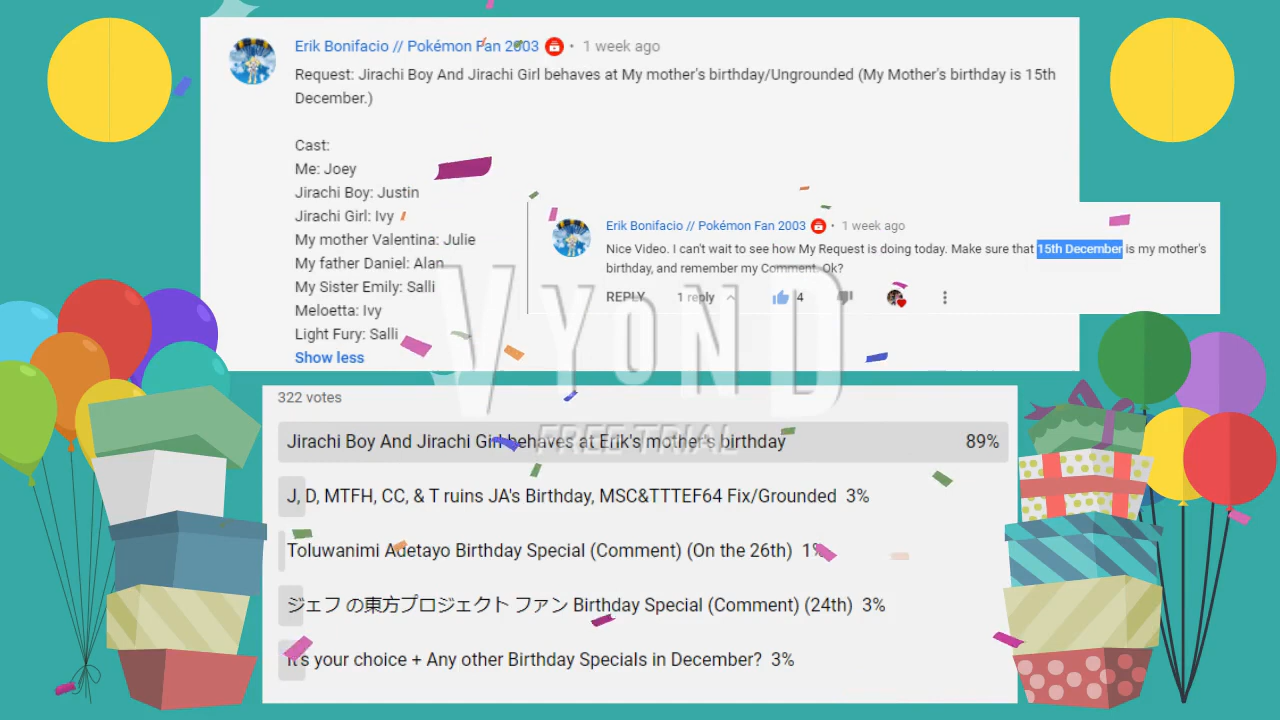 Erik Bonifacio // Pokémon Fan 2003 • 1 week ago
Request: Jirachi Boy And Jirachi Girl behaves at My mother's birthday/Ungrounded (My Mother's birthday is 15th
December.)
Cast:
Me: Joey
Jirachi Boy: Justin
Jirachi Girl: Ivy
My mother Valentina: Julie
My father Daniel: Alan
My Sister Emily: Salli
Meloetta: Ivy
Light Fury: Salli
Show less
Erik Bonifacio // Pokémon Fan 2003 • 1 week ago
Nice Video. I can't wait to see how My Request is doing today. Make sure that 15th December is my mother's
birthday, and remember my Comment. Ok?
REPLY 1 reply 4
VYOND
FREE TRIAL
322 votes
Jirachi Boy And Jirachi Girl behaves at Erik's mother's birthday 89%
J, D, MTFH, CC, & T ruins JA's Birthday, MSC&TTTEF64 Fix/Grounded 3%
Toluwanimi Adetayo Birthday Special (Comment) (On the 26th) 1%
ジェフ の東方プロジェクト ファン Birthday Special (Comment) (24th) 3%
It's your choice + Any other Birthday Specials in December? 3%